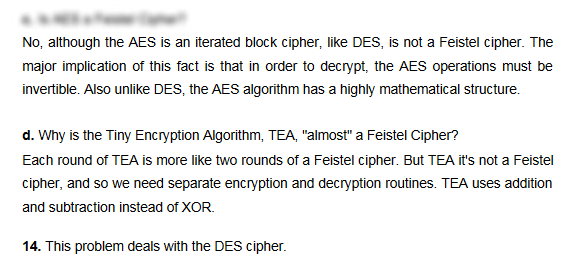 No, although the AES is an iterated block cipher, like DES, is not a Feistel cipher. The
major implication of this fact is that in order to decrypt, the AES operations must be
invertible. Also unlike DES, the AES algorithm has a highly mathematical structure.
d. Why is the Tiny Encryption Algorithm, TEA, "almost" a Feistel Cipher?
Each round of TEA is more like two rounds of a Feistel cipher. But TEA it's not a Feistel
cipher, and so we need separate encryption and decryption routines. TEA uses addition
and subtraction instead of XOR.
14. This problem deals with the DES cipher.